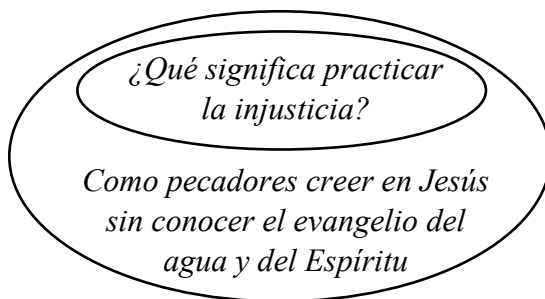 ¿Qué significa practicar
la injusticia?
Como pecadores creer en Jesús
sin conocer el evangelio del
agua y del Espíritu